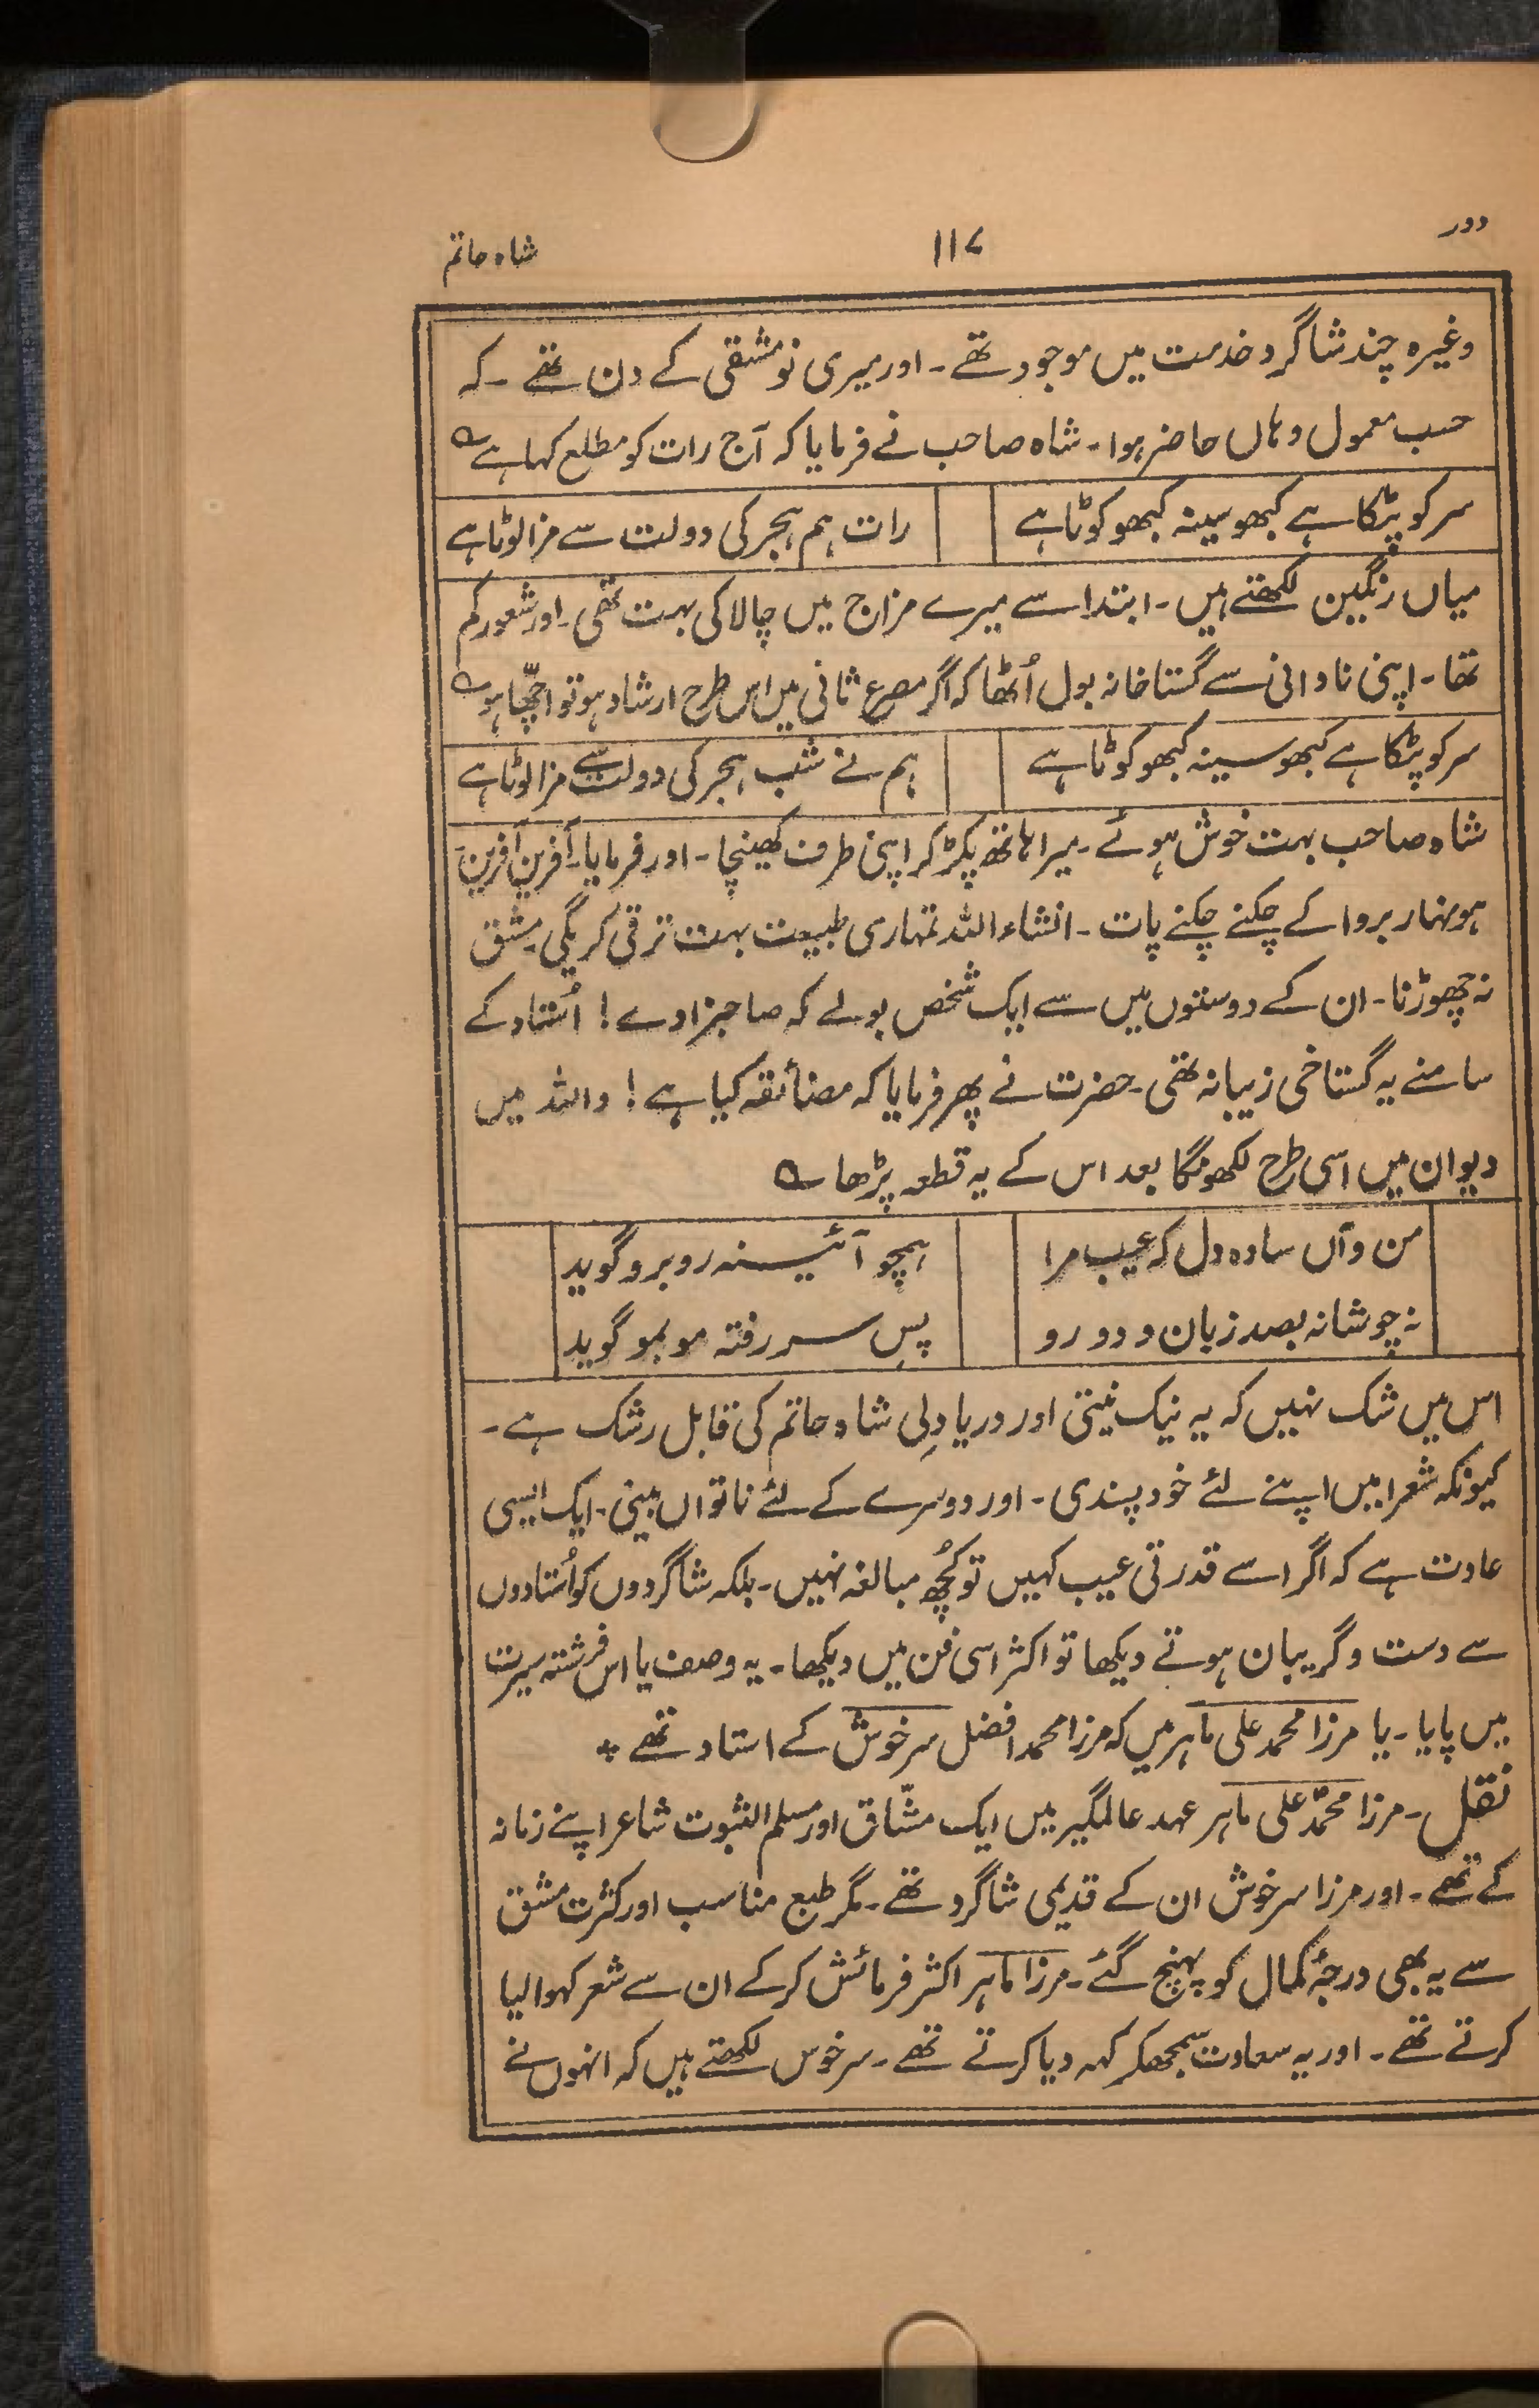 دور ۱۱۷ شاہ حاتم
وغیرہ چند شاگرد خدمت میں موجود تھے۔ اور میری نو مشقی کے دن تھے۔ کہ
حسب معمول وہاں حاضر ہوا۔ شاہ صاحب نے فرمایا کہ آج رات کو مطلع کہا ہے ؎
سر کو پٹکا ہے کبھو سینہ کبھو کوٹا ہے رات ہم ہجر کی دولت سے مزا لوٹا ہے
میاں رنگین لکھتے ہیں۔ ابتدا سے میرے مزاج میں چالاکی بہت تھی۔ اور شعور کم
تھا۔ اپنی نادانی سے گستاخانہ بول اُٹھا کہ اگر مصرع ثانی میں اس طرح ارشاد ہو تو اچھّا ہو ؎
سر کو پٹکا ہے کبھو سینہ کبھو کوٹا ہے ہم نے شب ہجر کی دولت سے مزا لوٹا ہے
شاہ صاحب بہت خوش ہوئے۔ میرا ہاتھ پکڑ کر اپنی طرف کھینچا۔ اور فرمایا۔ آفرین آفرین
ہونہار بروا کے چکنے چکنے پات۔ انشاء اللہ تمہاری طبیعت بہت ترقی کریگی۔ مشق
نہ چھوڑنا۔ ان کے دوستوں میں سے ایک شخص بولے کہ صاحبزادے! اُستاد کے
سامنے یہ گستاخی زیبا نہ تھی۔ حضرت نے پھر فرمایا کہ مضائقہ کیا ہے! واللہ میں
دیوان میں اسی طرح لکھونگا بعد اس کے یہ قطعہ پڑھا ؎
من و آں سادہ دل کہ عیب مرا ہمچو آئینہ روبرو گوید
نہ چو شانہ بصد زبان و دو رو پسِ سر رفتہ مو بمو گوید
اس میں شک نہیں کہ یہ نیک نیتی اور دریا دِلی شاہ حاتم کی قابل رشک ہے۔
کیونکہ شعرا میں اپنے لئے خود پسندی۔ اور دوسرے کے لئے ناتواں بینی۔ ایک ایسی
عادت ہے کہ اگر اسے قدرتی عیب کہیں تو کُچھ مبالغہ نہیں۔ بلکہ شاگردوں کو اُستادوں
سے دست و گریبان ہوتے دیکھا تو اکثر اسی فن میں دیکھا۔ یہ وصف یا اس فرشتہ سیرت
میں پایا۔ یا مرزا محمد علی ماہر میں کہ مرزا محمد افضل سرخوش کے استاد تھے *
نقل۔ مرزا محمّد علی ماہر عہد عالمگیر میں ایک مشّاق اور مسلم الثبوت شاعر اپنے زمانہ
کے تھے۔ اور مرزا سرخوش ان کے قدیمی شاگرد تھے۔ مگر طبع مناسب اور کثرت مشق
سے یہ بھی درجۂ کمال کو پہنچ گئے۔ مرزا ماہر اکثر فرمائش کر کے ان سے شعر کہوا لیا
کرتے تھے۔ اور یہ سعادت سمجھکر کہہ دیا کرتے تھے۔ سرخوس لکھتے ہیں کہ انہوں نے